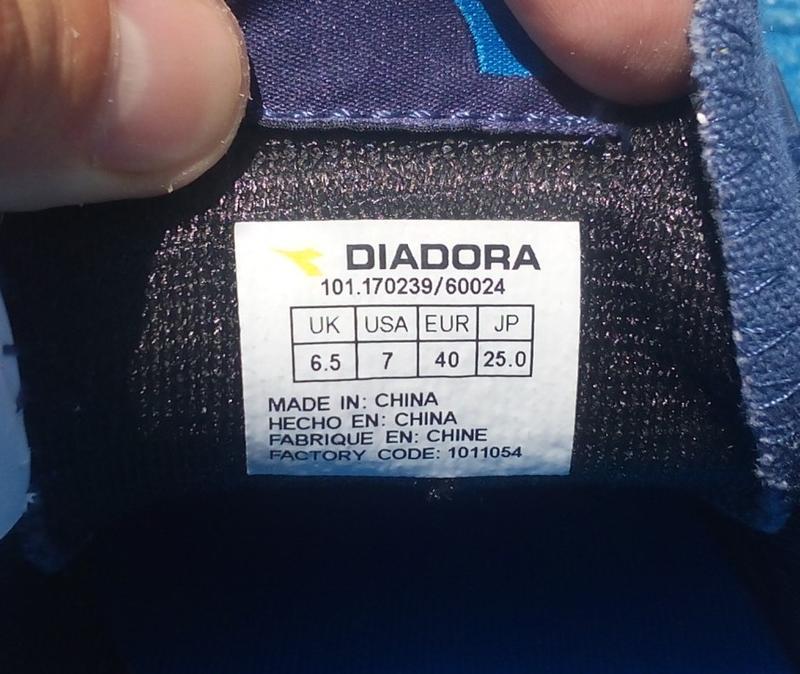 DIADORA
101.170239/60024
UK USA EUR JP
6.5 7 40 25.0
MADE IN: CHINA
HECHO EN: CHINA
FABRIQUE EN: CHINE
FACTORY CODE: 1011054